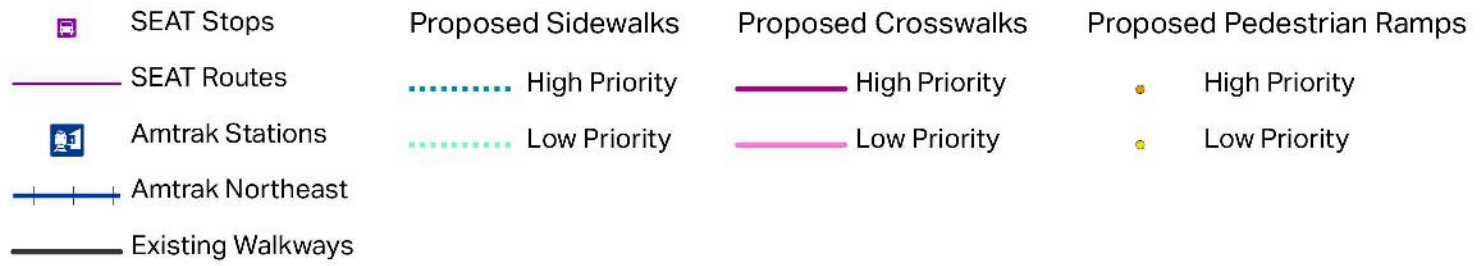 SEAT Stops
SEAT Routes
Amtrak Stations
Amtrak Northeast
Existing Walkways
Proposed Sidewalks
High Priority
Low Priority
Proposed Crosswalks
High Priority
Low Priority
Proposed Pedestrian Ramps
High Priority
Low Priority